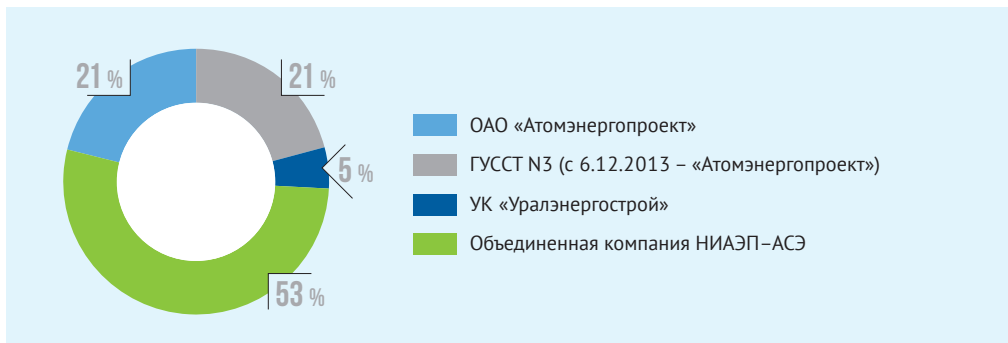 21 %
21 %
5 %
53 %
ОАО «Атомэнергопроект»
ГУССТ N3 (с 6.12.2013 – «Атомэнергопроект»)
УК «Уралэнергострой»
Объединенная компания НИАЭП–АСЭ